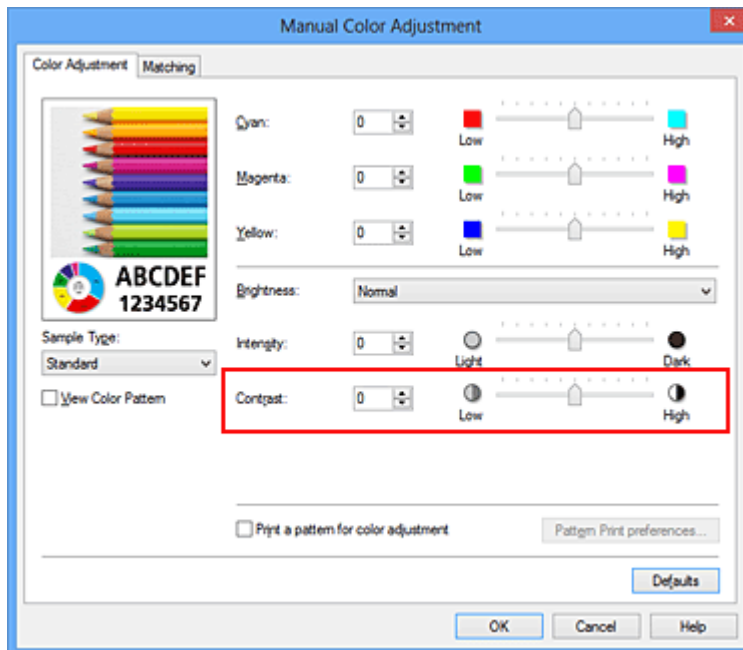 Manual Color Adjustment
Color Adjustment Matching
Cyan: 0 Low High
Magenta: 0 Low High
Yellow: 0 Low High
ABCDEF
1234567
Brightness: Normal
Sample Type:
Standard
Intensity: 0 Light Dark
View Color Pattern
Contrast: 0 Low High
Print a pattern for color adjustment Pattern Print preferences...
Defaults
OK Cancel Help